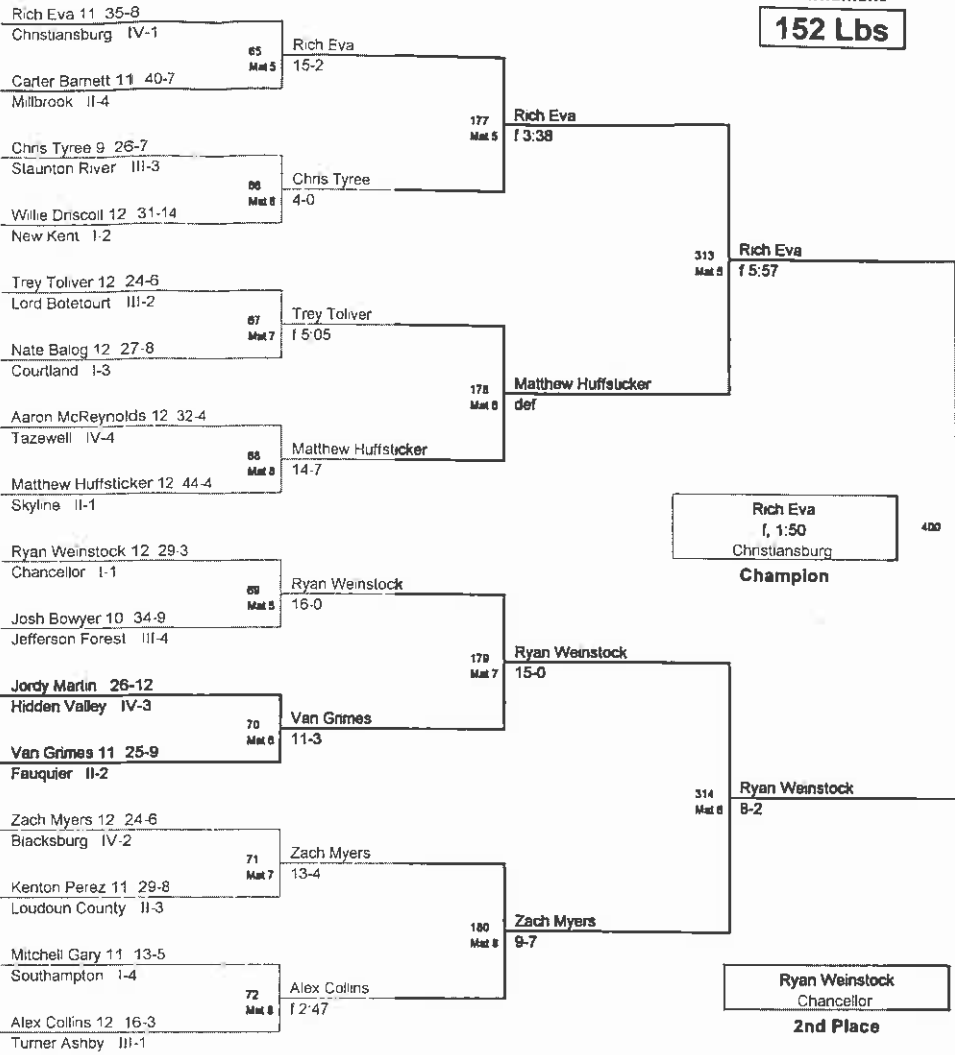 152 Lbs
Rich Eva 11 35-8
Christiansburg IV-1
65
Mat 5
Rich Eva
15-2
Carter Barnett 11 40-7
Millbrook II-4
177
Mat 5
Rich Eva
f 3:38
Chris Tyree 9 26-7
Staunton River III-3
66
Mat 6
Chris Tyree
4-0
Willie Driscoll 12 31-14
New Kent I-2
313
Mat 5
Rich Eva
f 5:57
Trey Toliver 12 24-6
Lord Botetourt III-2
67
Mat 7
Trey Toliver
f 5:05
Nate Balog 12 27-8
Courtland I-3
178
Mat 6
Matthew Huffsticker
def
Aaron McReynolds 12 32-4
Tazewell IV-4
68
Mat 8
Matthew Huffsticker
14-7
Matthew Huffsticker 12 44-4
Skyline II-1
Rich Eva
f, 1:50
Christiansburg
400
Champion
Ryan Weinstock 12 29-3
Chancellor I-1
69
Mat 5
Ryan Weinstock
16-0
Josh Bowyer 10 34-9
Jefferson Forest III-4
179
Mat 7
Ryan Weinstock
15-0
Jordy Martin 26-12
Hidden Valley IV-3
70
Mat 6
Van Grimes
11-3
Van Grimes 11 25-9
Fauquier II-2
314
Mat 6
Ryan Weinstock
8-2
Zach Myers 12 24-6
Blacksburg IV-2
71
Mat 7
Zach Myers
13-4
Kenton Perez 11 29-8
Loudoun County II-3
180
Mat 8
Zach Myers
9-7
Mitchell Gary 11 13-5
Southampton I-4
72
Mat 8
Alex Collins
f 2:47
Alex Collins 12 16-3
Turner Ashby III-1
Ryan Weinstock
Chancellor
2nd Place